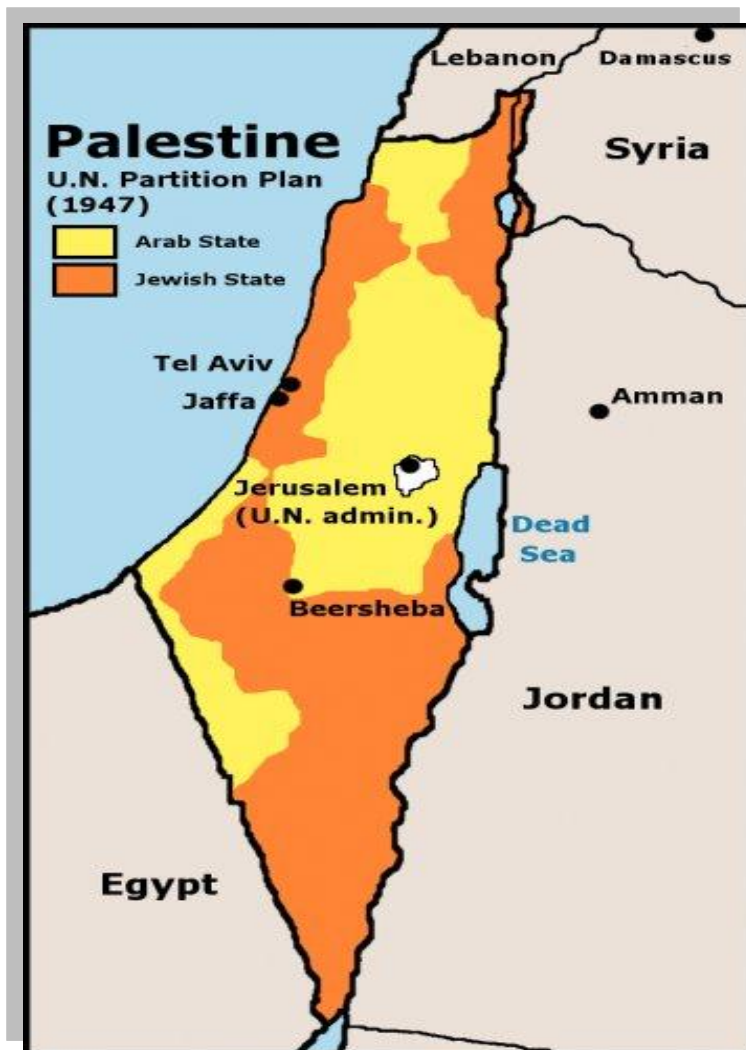 Lebanon
Damascus
Palestine
U.N. Partition Plan
(1947)
Syria
Arab State
Jewish State
Tel Aviv
Jaffa
Amman
Jerusalem
(U.N. admin.)
Dead
Sea
Beersheba
Jordan
Egypt